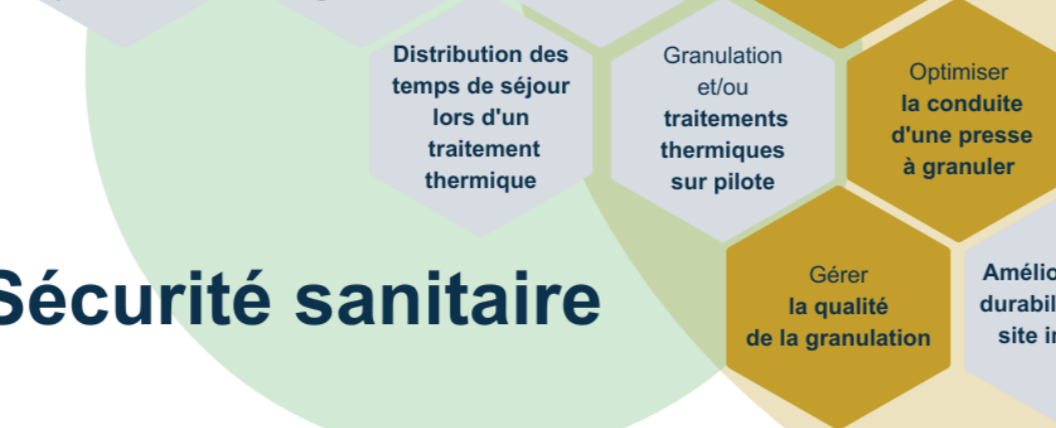 Distribution des
temps de séjour
lors d'un
traitement
thermique
Granulation
et/ou
traitements
thermiques
sur pilote
Optimiser
la conduite
d'une presse
à granuler
Sécurité sanitaire
Gérer
la qualité
de la granulation
site